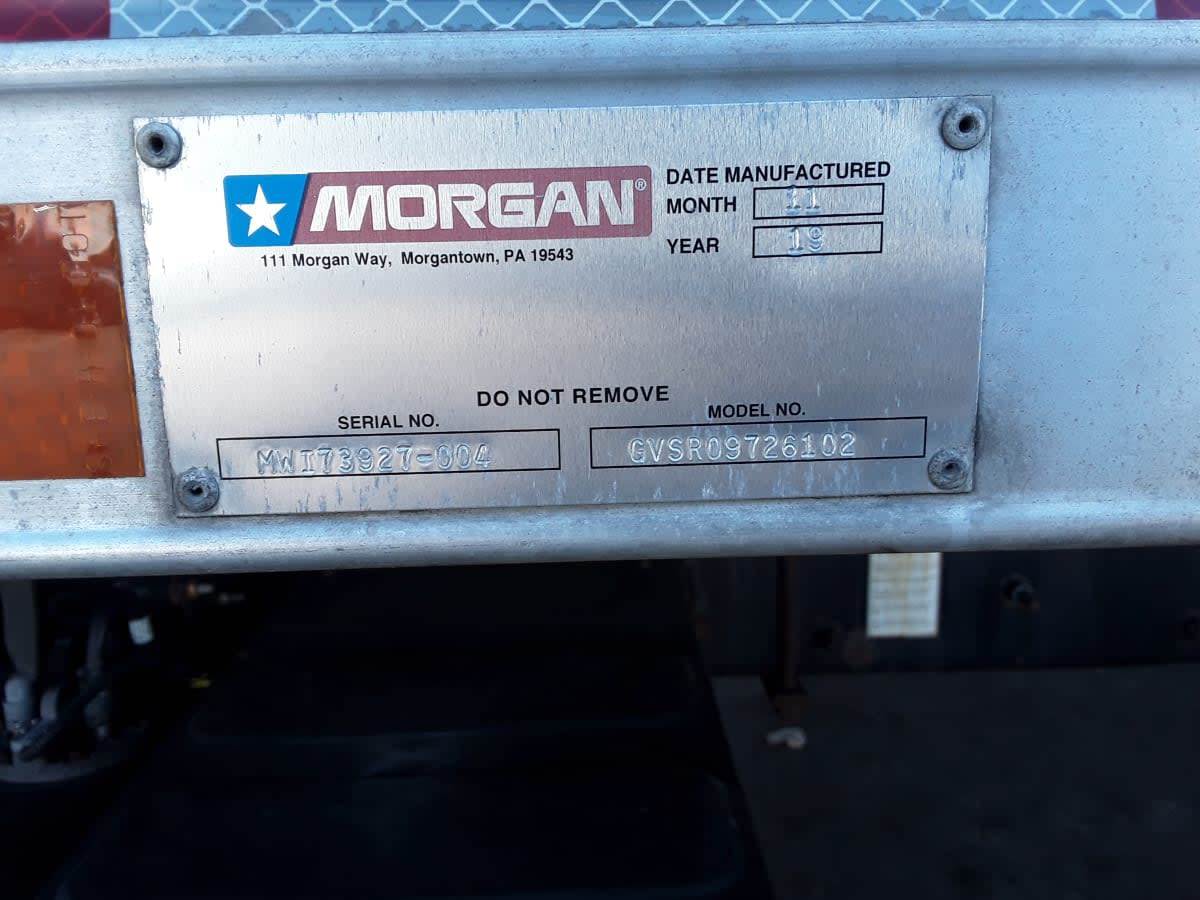 MORGAN®
111 Morgan Way, Morgantown, PA 19543
DATE MANUFACTURED
MONTH 11
YEAR 19
DO NOT REMOVE
SERIAL NO.
MWI73927-004
MODEL NO.
GVSR09726102